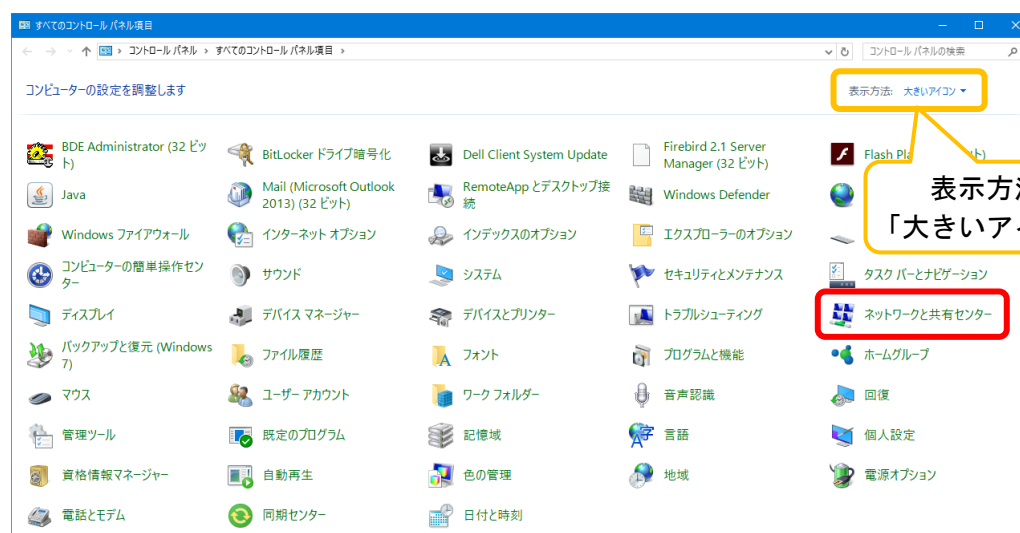 すべてのコントロール パネル項目
コントロール パネル › すべてのコントロール パネル項目 ›
コントロール パネルの検索
コンピューターの設定を調整します
表示方法: 大きいアイコン
BDE Administrator (32 ビッ
ト)
BitLocker ドライブ暗号化
Dell Client System Update
Firebird 2.1 Server
Manager (32 ビット)
Flash
ト)
Java
Mail (Microsoft Outlook
2013) (32 ビット)
RemoteApp とデスクトップ接
続
Windows Defender
表示方
「大きいア
Windows ファイアウォール
インターネット オプション
インデックスのオプション
エクスプローラーのオプション
コンピューターの簡単操作セン
ター
サウンド
システム
セキュリティとメンテナンス
タスク バーとナビゲーション
ディスプレイ
デバイス マネージャー
デバイスとプリンター
トラブルシューティング
ネットワークと共有センター
バックアップと復元 (Windows
7)
ファイル履歴
フォント
プログラムと機能
ホームグループ
マウス
ユーザー アカウント
ワーク フォルダー
音声認識
回復
管理ツール
既定のプログラム
記憶域
言語
個人設定
資格情報マネージャー
自動再生
色の管理
地域
電源オプション
電話とモデム
同期センター
日付と時刻